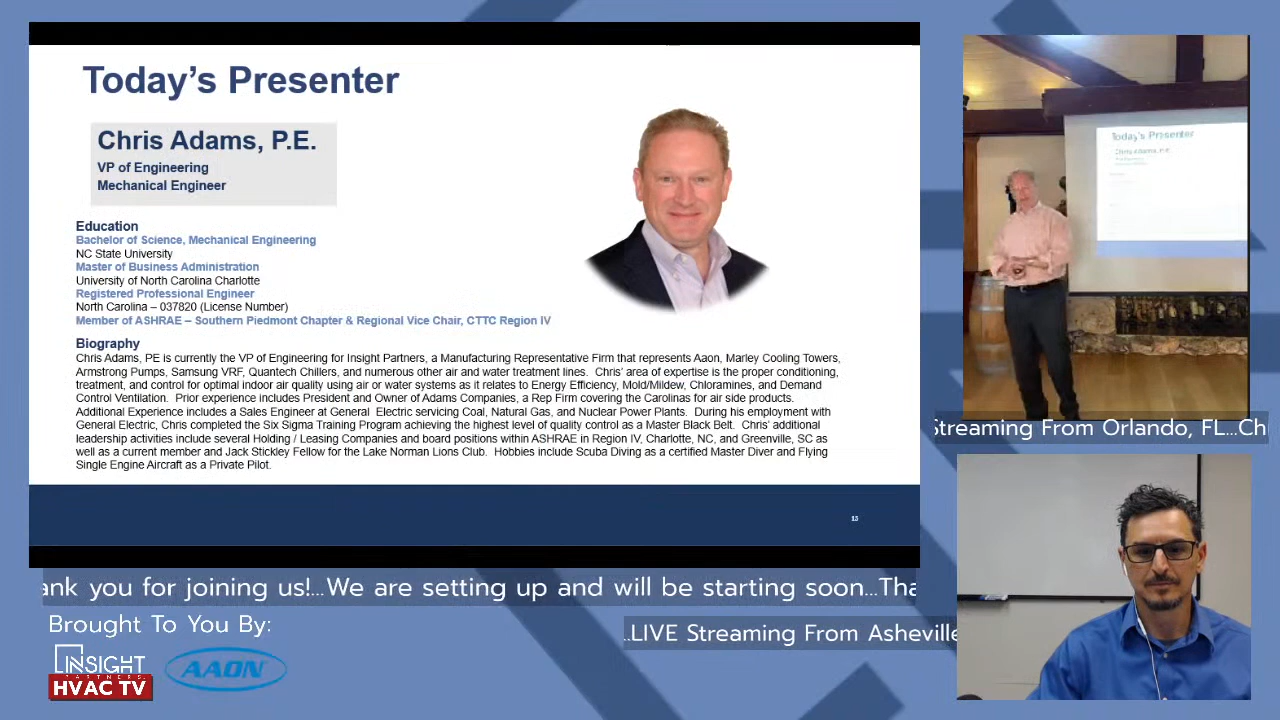 Today's Presenter
Chris Adams, P.E.
VP of Engineering
Mechanical Engineer
Education
Bachelor of Science, Mechanical Engineering
NC State University
Master of Business Administration
University of North Carolina Charlotte
Registered Professional Engineer
North Carolina – 037820 (License Number)
Member of ASHRAE – Southern Piedmont Chapter & Regional Vice Chair, CTTC Region IV
Biography
Chris Adams, PE is currently the VP of Engineering for Insight Partners, a Manufacturing Representative Firm that represents Aaon, Marley Cooling Towers,
Armstrong Pumps, Samsung VRF, Quantech Chillers, and numerous other air and water treatment lines. Chris' area of expertise is the proper conditioning,
treatment, and control for optimal indoor air quality using air or water systems as it relates to Energy Efficiency, Mold/Mildew, Chloramines, and Demand
Control Ventilation. Prior experience includes President and Owner of Adams Companies, a Rep Firm covering the Carolinas for air side products.
Additional Experience includes a Sales Engineer at General Electric servicing Coal, Natural Gas, and Nuclear Power Plants. During his employment with
General Electric, Chris completed the Six Sigma Training Program achieving the highest level of quality control as a Master Black Belt. Chris' additional
leadership activities include several Holding / Leasing Companies and board positions within ASHRAE in Region IV, Charlotte, NC, and Greenville, SC as
well as a current member and Jack Stickley Fellow for the Lake Norman Lions Club. Hobbies include Scuba Diving as a certified Master Diver and Flying
Single Engine Aircraft as a Private Pilot.
13
Today's Presenter
Chris Adams, P.E.
Streaming From Orlando, FL...Ch
ank you for joining us!...We are setting up and will be starting soon...Tha
Brought To You By:
...LIVE Streaming From Asheville
INSIGHT
PARTNERS
HVAC TV
AAON